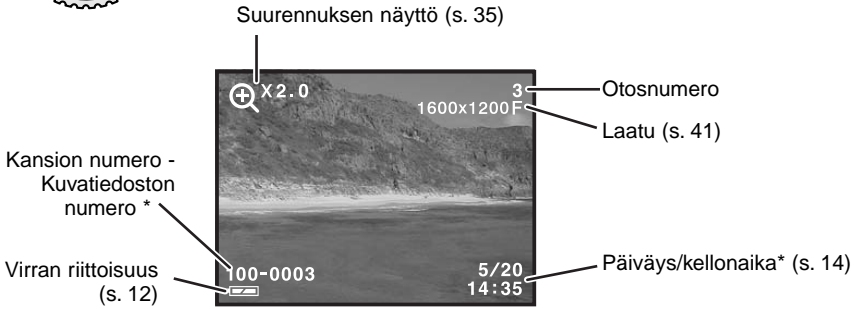 Suurennuksen näyttö (s. 35)
X2.0
3
Otosnumero
1600x1200F
Laatu (s. 41)
Kansion numero -
Kuvatiedoston
numero *
100-0003
Virran riittoisuus
(s. 12)
5/20
14:35
Päiväys/kellonaika* (s. 14)